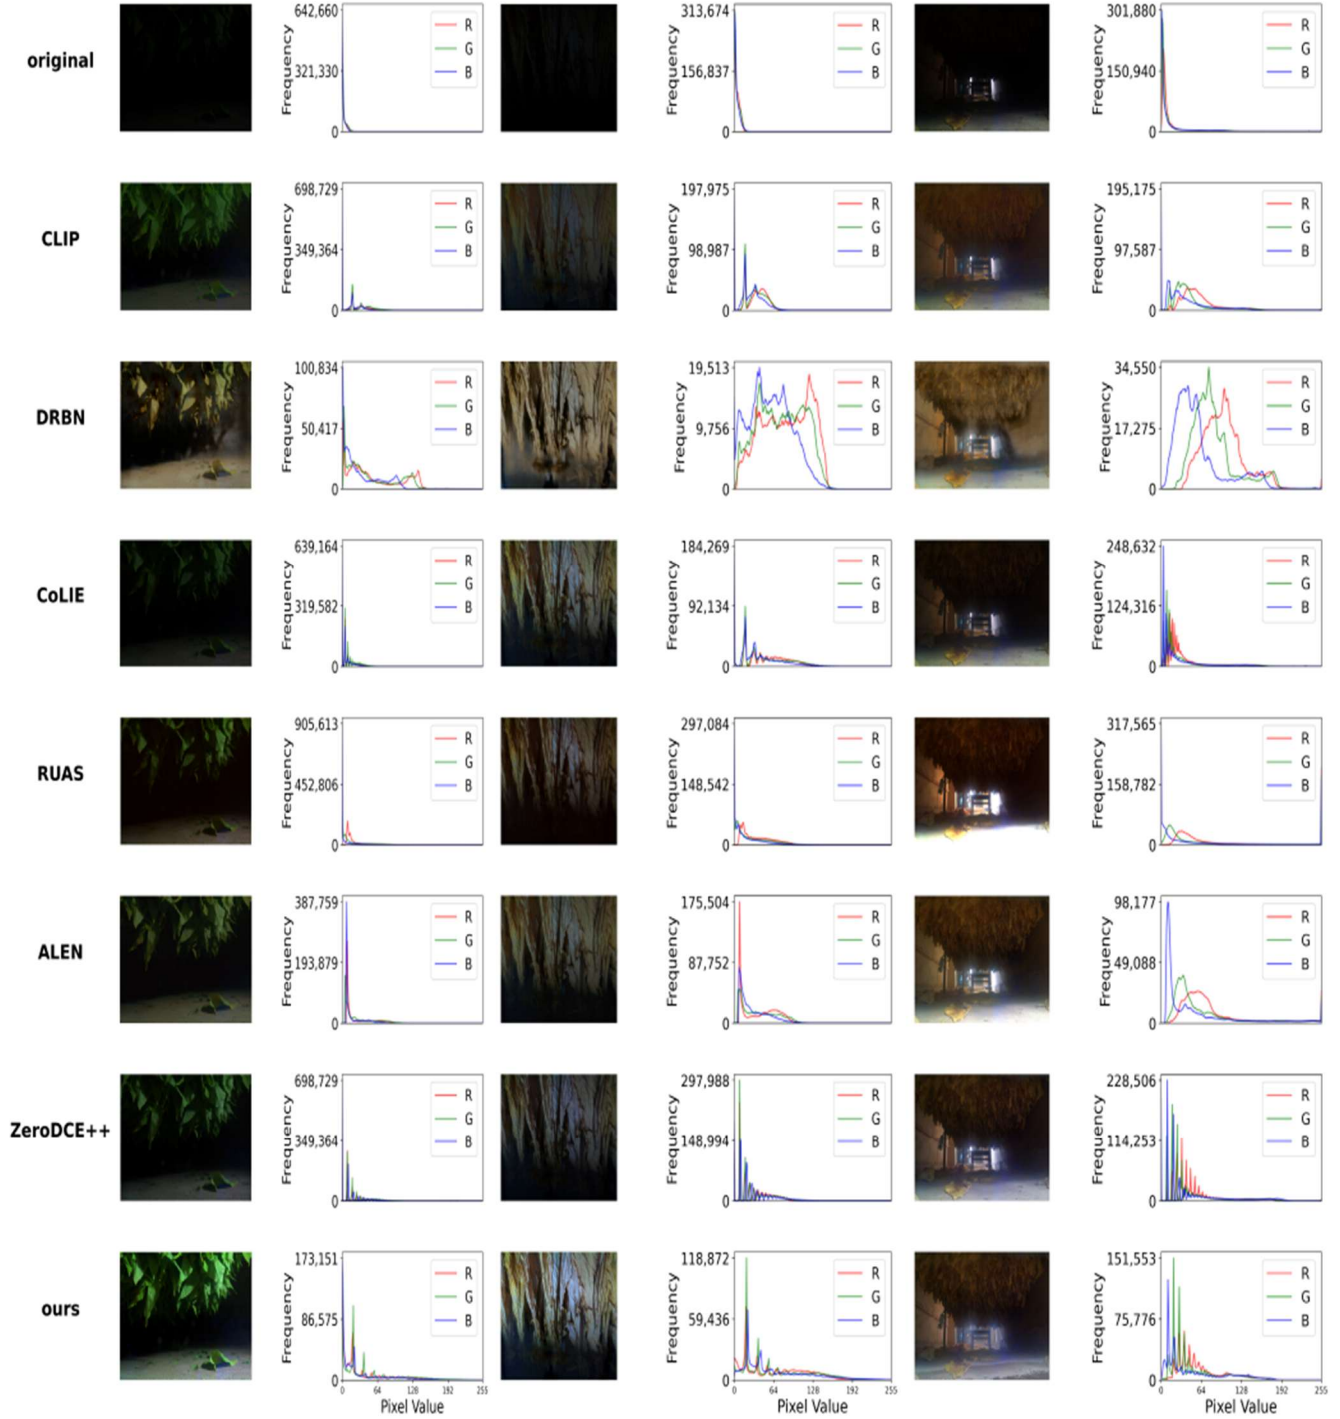 original
Frequency
642,660
321,330
0
R
G
B
Frequency
313,674
156,837
0
R
G
B
Frequency
301,880
150,940
0
R
G
B
CLIP
Frequency
698,729
349,364
0
R
G
B
Frequency
197,975
98,987
0
R
G
B
Frequency
195,175
97,587
0
R
G
B
DRBN
Frequency
100,834
50,417
0
R
G
B
Frequency
19,513
9,756
0
R
G
B
Frequency
34,550
17,275
0
R
G
B
CoLIE
Frequency
639,164
319,582
0
R
G
B
Frequency
184,269
92,134
0
R
G
B
Frequency
248,632
124,316
0
R
G
B
RUAS
Frequency
905,613
452,806
0
R
G
B
Frequency
297,084
148,542
0
R
G
B
Frequency
317,565
158,782
0
R
G
B
ALEN
Frequency
387,759
193,879
0
R
G
B
Frequency
175,504
87,752
0
R
G
B
Frequency
98,177
49,088
0
R
G
B
ZeroDCE++
Frequency
698,729
349,364
0
R
G
B
Frequency
297,988
148,994
0
R
G
B
Frequency
228,506
114,253
0
R
G
B
ours
Frequency
173,151
86,575
0
R
G
B
0 64 128 192 255
Pixel Value
Frequency
118,872
59,436
0
R
G
B
0 64 128 192 255
Pixel Value
Frequency
151,553
75,776
0
R
G
B
0 64 128 192 255
Pixel Value